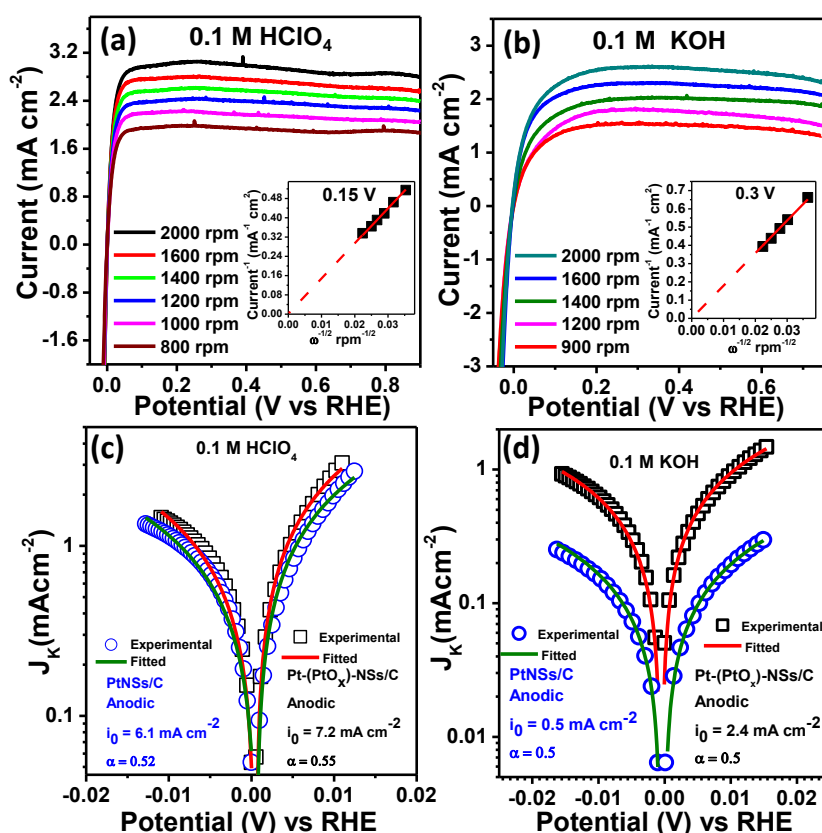 (a) 0.1 M HClO₄
Current (mA cm⁻²)
3.2
2.4
1.6
0.8
0.0
-0.8
-1.6
2000 rpm
1600 rpm
1400 rpm
1200 rpm
1000 rpm
800 rpm
0.15 V
Current⁻¹ (mA⁻¹ cm²)
0.48
0.40
0.32
0.24
0.16
0.08
0.00
0.00 0.01 0.02 0.03
ω⁻¹/² rpm⁻¹/²
0.0 0.2 0.4 0.6 0.8
Potential (V vs RHE)
(b) 0.1 M KOH
Current (mA cm⁻²)
3
2
1
0
-1
-2
-3
2000 rpm
1600 rpm
1400 rpm
1200 rpm
900 rpm
0.3 V
Current⁻¹ (mA⁻¹ cm²)
0.7
0.6
0.5
0.4
0.3
0.2
0.1
0.0
0.00 0.01 0.02 0.03
ω⁻¹/² rpm⁻¹/²
0.0 0.2 0.4 0.6
Potential (V vs RHE)
(c) 0.1 M HClO₄
J_K(mAcm⁻²)
1
0.1
Experimental
Fitted
PtNSs/C
Anodic
i₀ = 6.1 mA cm⁻²
α = 0.52
Experimental
Fitted
Pt-(PtOₓ)-NSs/C
Anodic
i₀ = 7.2 mA cm⁻²
α = 0.55
-0.02 -0.01 0.00 0.01 0.02
Potential (V) vs RHE
(d) 0.1 M KOH
J_K(mAcm⁻²)
1
0.1
0.01
Experimental
Fitted
PtNSs/C
Anodic
i₀ = 0.5 mA cm⁻²
α = 0.5
Experimental
Fitted
Pt-(PtOₓ)-NSs/C
Anodic
i₀ = 2.4 mA cm⁻²
α = 0.5
-0.02 -0.01 0.00 0.01 0.02
Potential (V) vs RHE